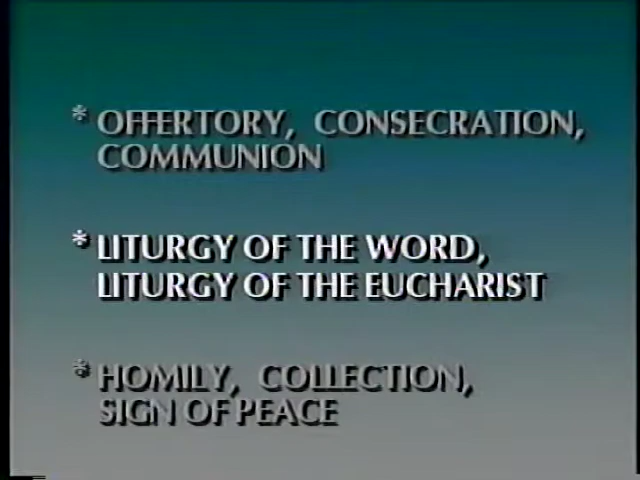 * OFFERTORY, CONSECRATION,
COMMUNION
* LITURGY OF THE WORD,
LITURGY OF THE EUCHARIST
* HOMILY, COLLECTION,
SIGN OF PEACE